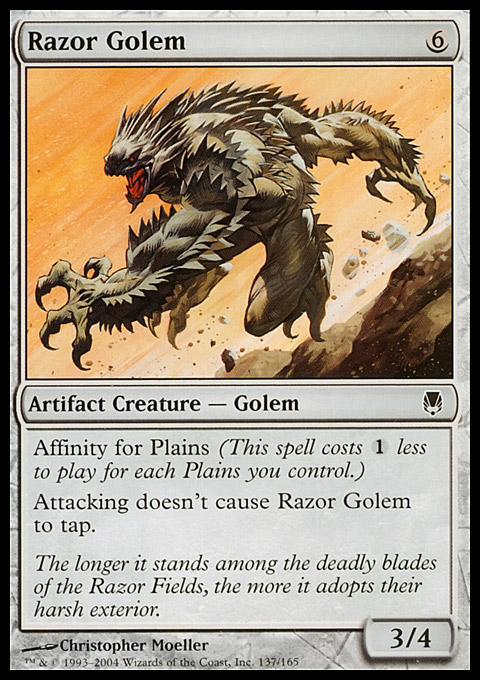 Razor Golem 6
Artifact Creature — Golem
Affinity for Plains (This spell costs 1 less
to play for each Plains you control.)
Attacking doesn't cause Razor Golem
to tap.
The longer it stands among the deadly blades
of the Razor Fields, the more it adopts their
harsh exterior.
Christopher Moeller
3/4
™ & © 1993–2004 Wizards of the Coast, Inc. 137/165